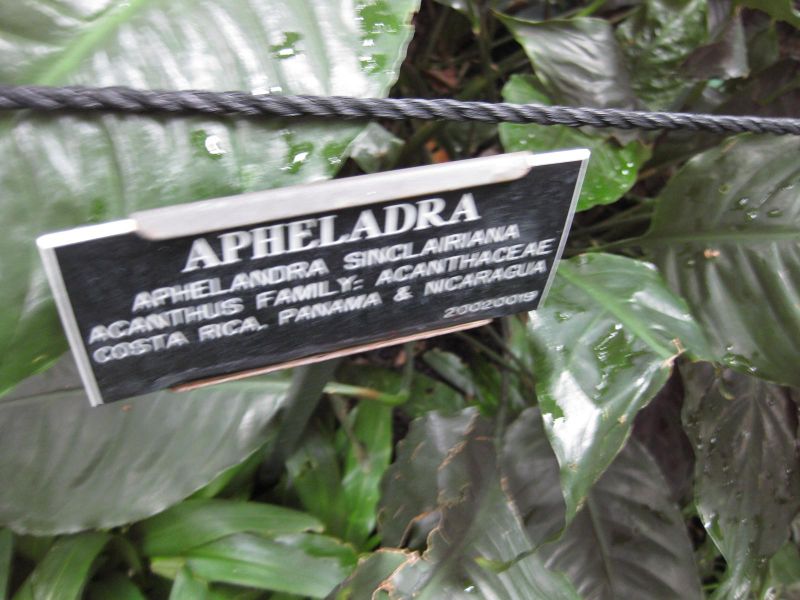 APHELADRA
APHELANDRA SINCLAIRIANA
ACANTHUS FAMILY: ACANTHACEAE
COSTA RICA, PANAMA & NICARAGUA
20020019